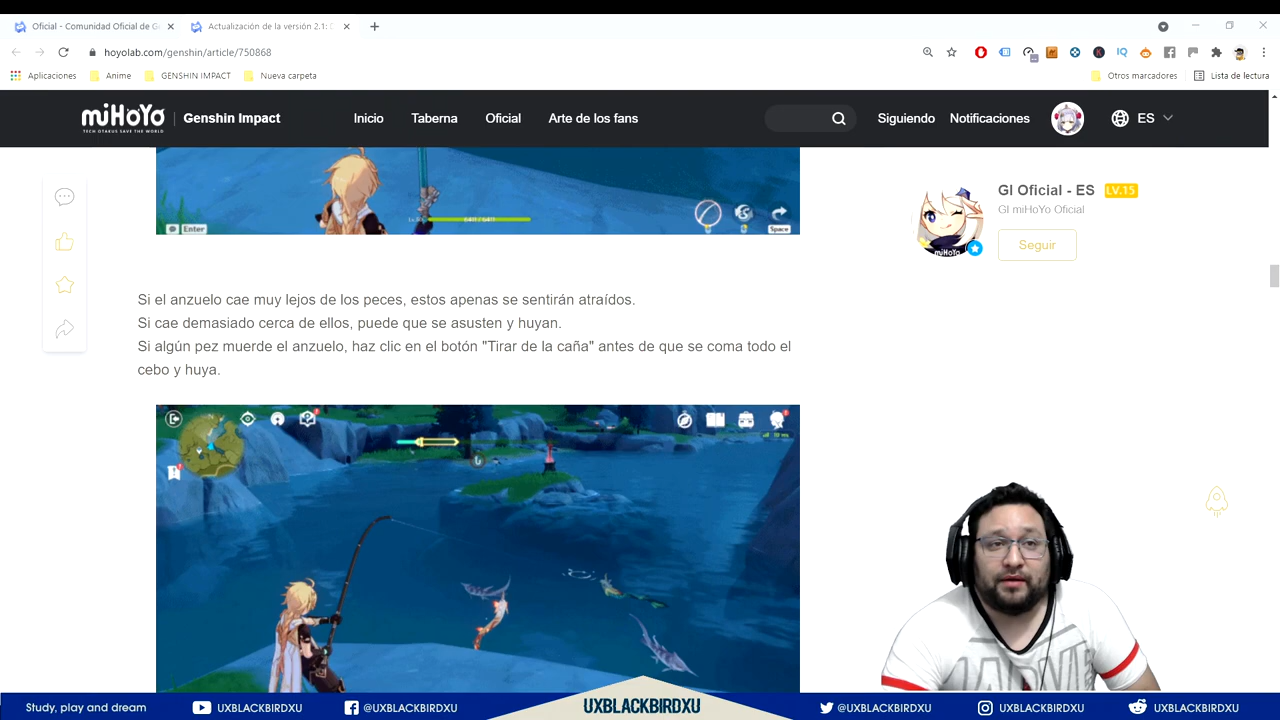 Oficial - Comunidad Oficial de G
Actualización de la versión 2.1:
hoyolab.com/genshin/article/750868
Aplicaciones
Anime
GENSHIN IMPACT
Nueva carpeta
Otros marcadores
Lista de lectura
miHoYo
TECH OTAKUS SAVE THE WORLD
Genshin Impact
Inicio
Taberna
Oficial
Arte de los fans
Siguiendo
Notificaciones
ES
Enter
6411/6411
Space
GI Oficial - ES LV.15
GI miHoYo Oficial
miHoYo
Seguir
Si el anzuelo cae muy lejos de los peces, estos apenas se sentirán atraídos.
Si cae demasiado cerca de ellos, puede que se asusten y huyan.
Si algún pez muerde el anzuelo, haz clic en el botón "Tirar de la caña" antes de que se coma todo el
cebo y huya.
MARVEL
Study, play and dream
UXBLACKBIRDXU
@UXBLACKBIRDXU
UXBLACKBIRDXU
@UXBLACKBIRDXU
UXBLACKBIRDXU
UXBLACKBIRDXU